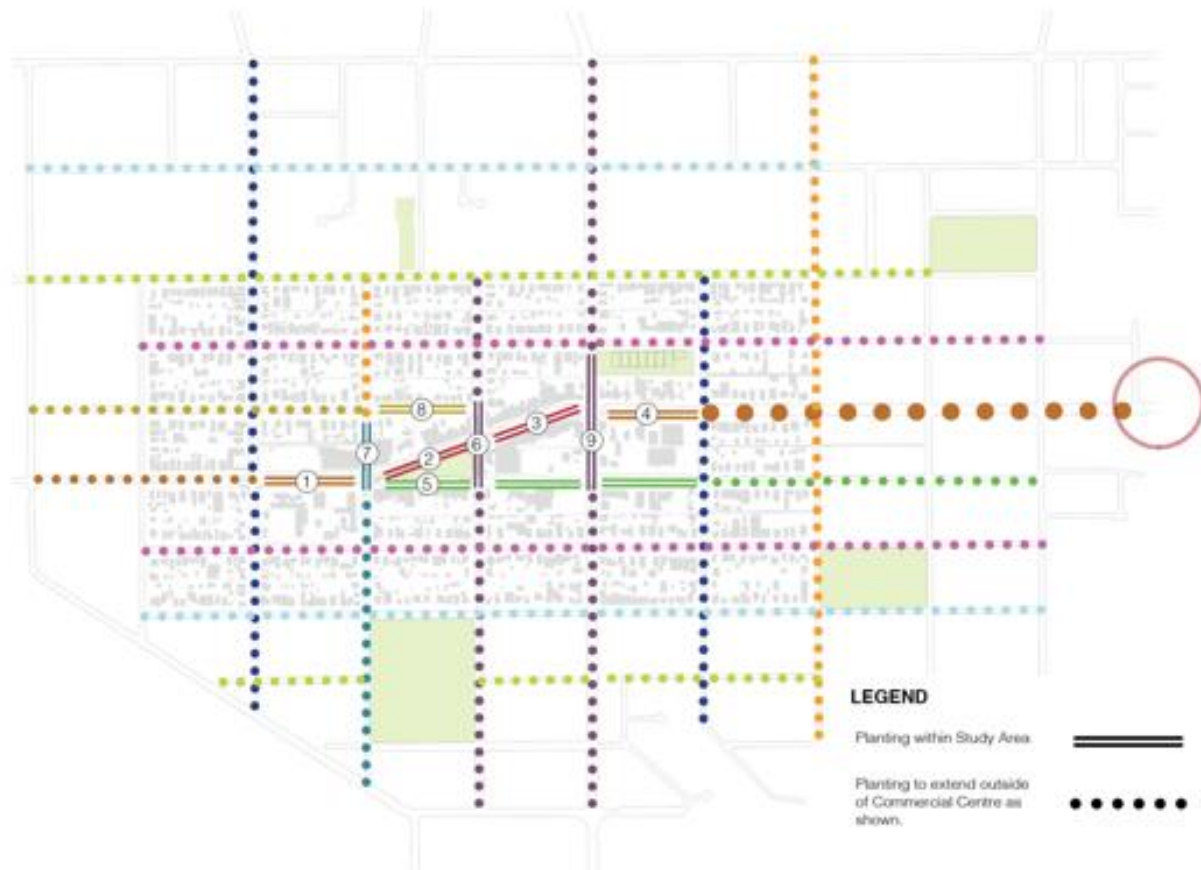 8
4
3
9
6
7
2
1
5
LEGEND
Planting within Study Area
Planting to extend outside
of Commercial Centre as
shown.